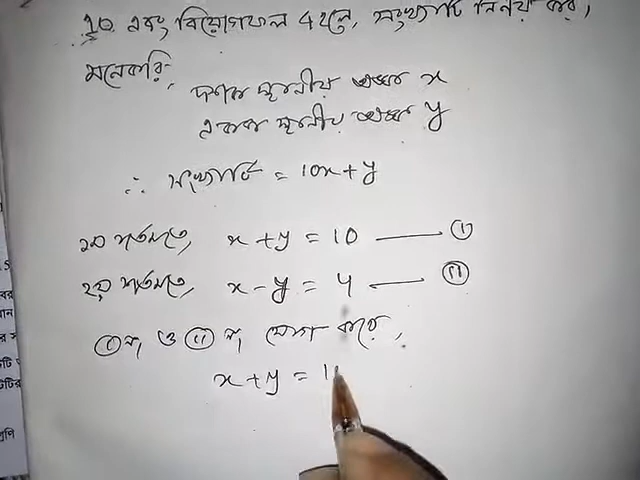 ১০ এবং বিয়োগফল 4 হলে, সংখ্যাটি নির্ণয় কর,
মনেকরি,
দশক স্থানীয় অঙ্ক x
একক স্থানীয় অঙ্ক y
∴ সংখ্যাটি = 10x + y
১ম শর্তমতে, x + y = 10 —— (i)
২য় শর্তমতে, x - y = 4 —— (ii)
(i)নং ও (ii) নং যোগ করে,
x + y = 1